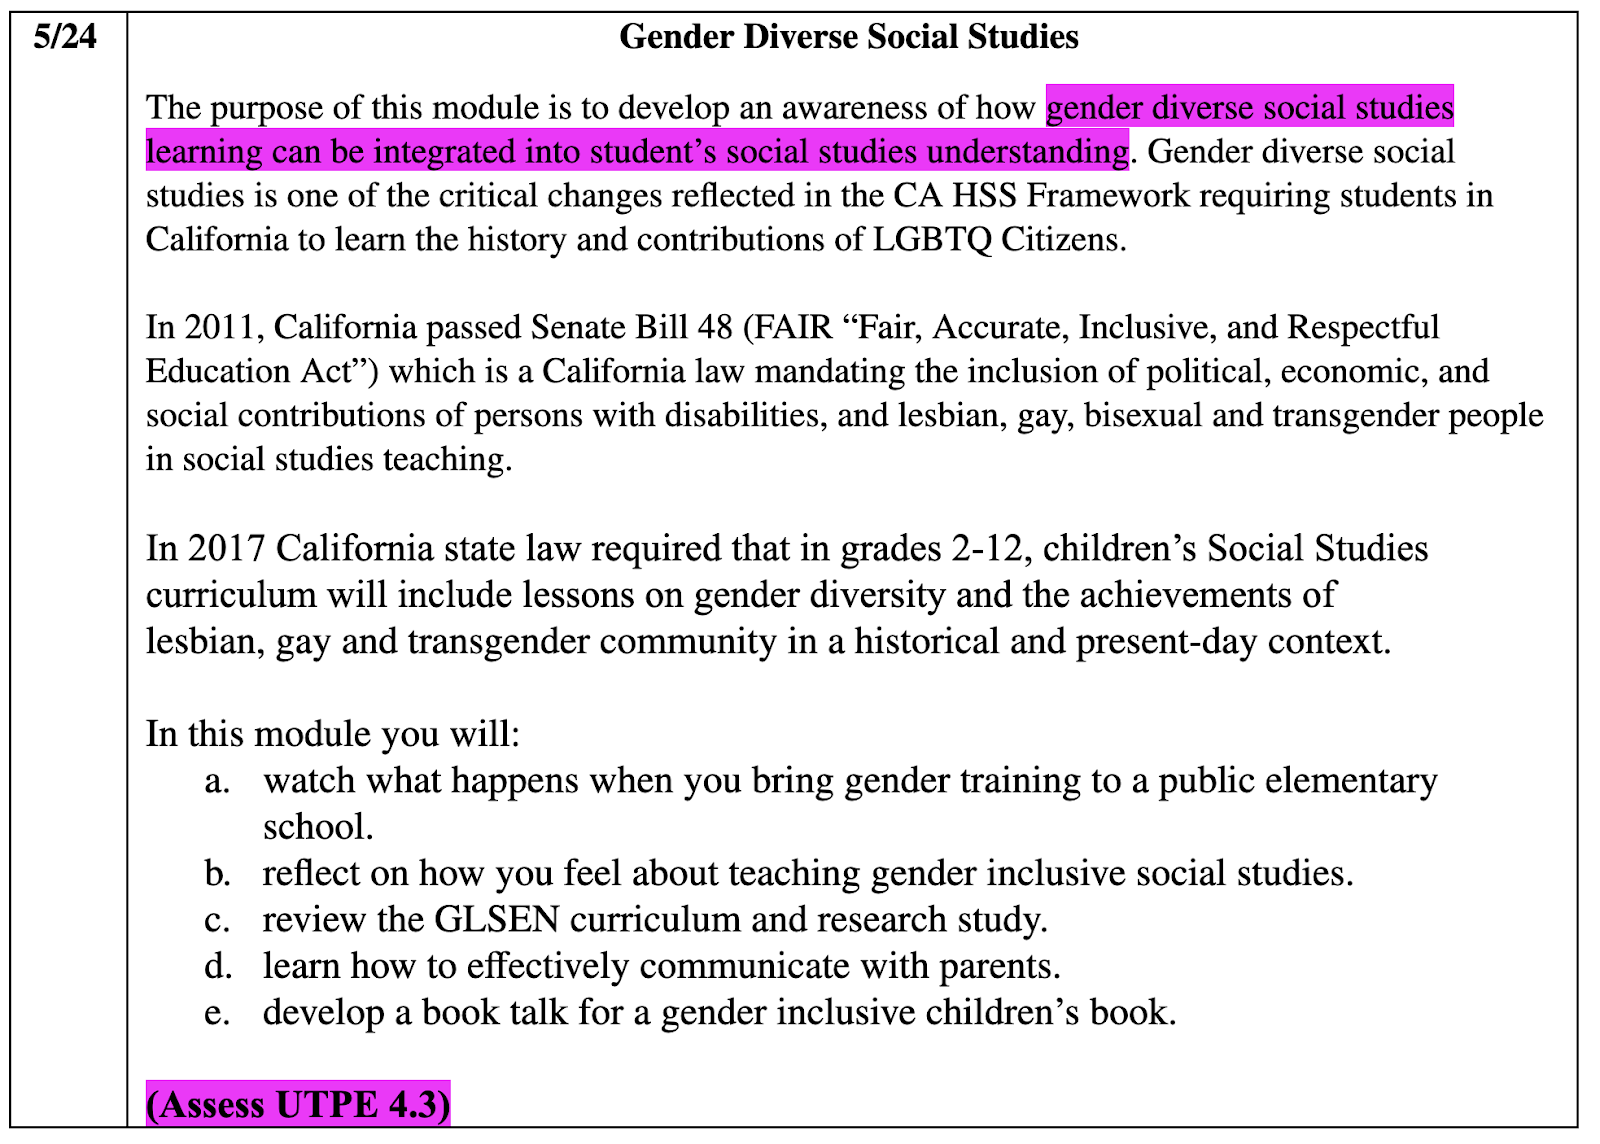 5/24
Gender Diverse Social Studies
The purpose of this module is to develop an awareness of how gender diverse social studies
learning can be integrated into student’s social studies understanding. Gender diverse social
studies is one of the critical changes reflected in the CA HSS Framework requiring students in
California to learn the history and contributions of LGBTQ Citizens.
In 2011, California passed Senate Bill 48 (FAIR “Fair, Accurate, Inclusive, and Respectful
Education Act”) which is a California law mandating the inclusion of political, economic, and
social contributions of persons with disabilities, and lesbian, gay, bisexual and transgender people
in social studies teaching.
In 2017 California state law required that in grades 2-12, children’s Social Studies
curriculum will include lessons on gender diversity and the achievements of
lesbian, gay and transgender community in a historical and present-day context.
In this module you will:
a. watch what happens when you bring gender training to a public elementary
school.
b. reflect on how you feel about teaching gender inclusive social studies.
c. review the GLSEN curriculum and research study.
d. learn how to effectively communicate with parents.
e. develop a book talk for a gender inclusive children’s book.
(Assess UTPE 4.3)